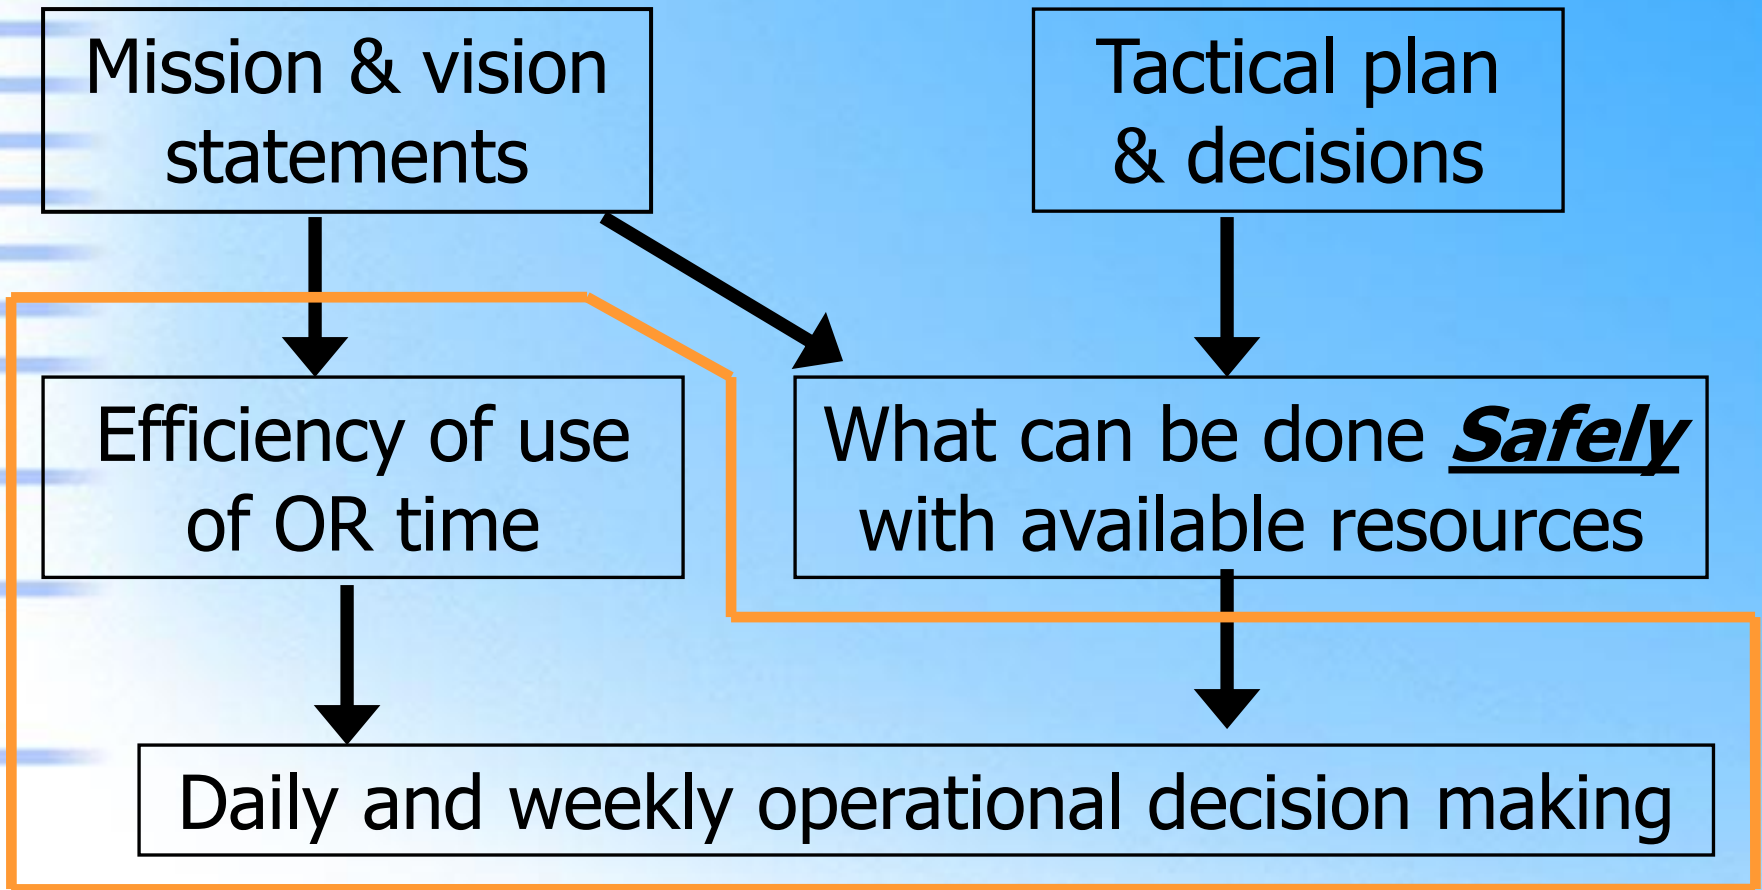 Mission & vision
statements
Tactical plan
& decisions
Efficiency of use
of OR time
What can be done Safely
with available resources
Daily and weekly operational decision making